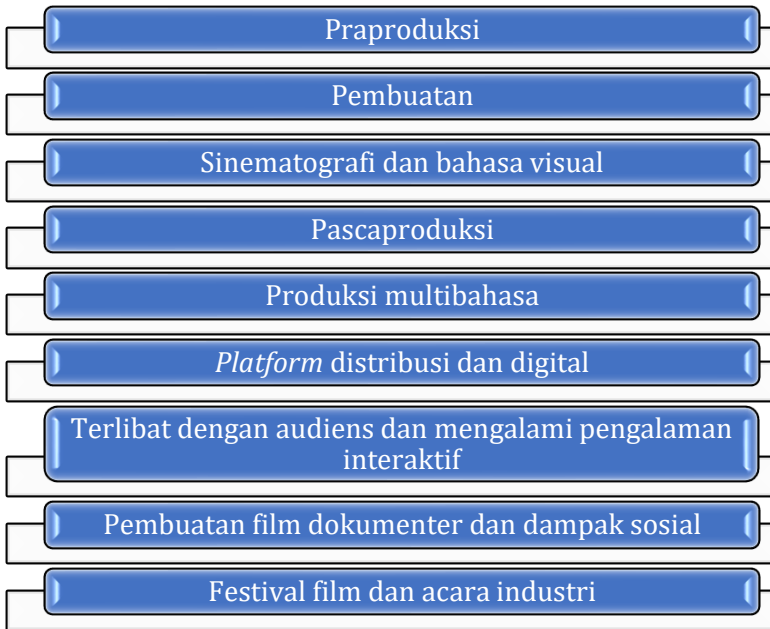 Praproduksi
Pembuatan
Sinematografi dan bahasa visual
Pascaproduksi
Produksi multibahasa
Platform distribusi dan digital
Terlibat dengan audiens dan mengalami pengalaman
interaktif
Pembuatan film dokumenter dan dampak sosial
Festival film dan acara industri